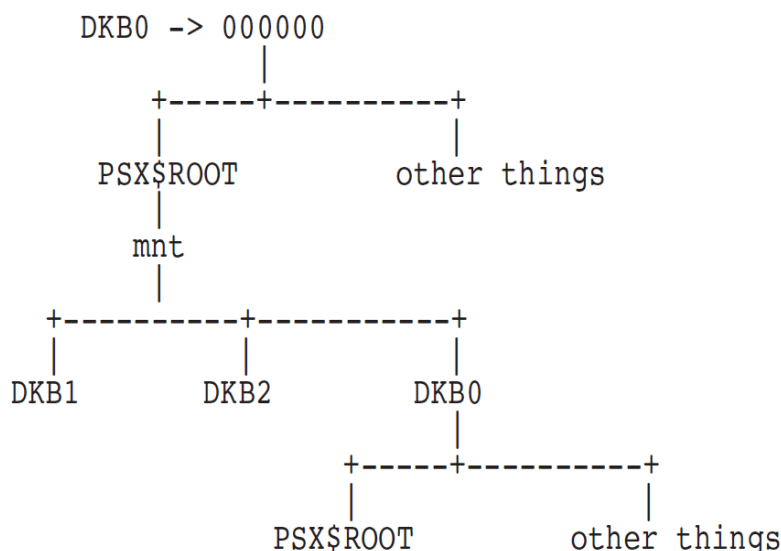 DKB0 -> 000000
|
+-----+----------+
| |
PSX$ROOT other things
|
mnt
|
+----------+-----------+
| | |
DKB1 DKB2 DKB0
|
+-----+----------+
| |
PSX$ROOT other things